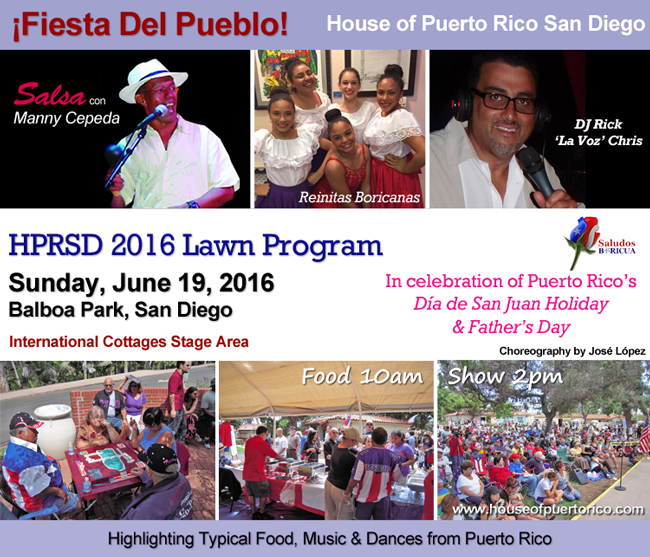 ¡Fiesta Del Pueblo!
House of Puerto Rico San Diego
Salsa con
Manny Cepeda
Reinitas Boricanas
DJ Rick
‘La Voz’ Chris
HPRSD 2016 Lawn Program
Sunday, June 19, 2016
Balboa Park, San Diego
International Cottages Stage Area
Saludos
BORICUA
In celebration of Puerto Rico’s
Día de San Juan Holiday
& Father’s Day
Choreography by José López
Food 10am
Show 2pm
www.houseofpuertorico.com
Highlighting Typical Food, Music & Dances from Puerto Rico